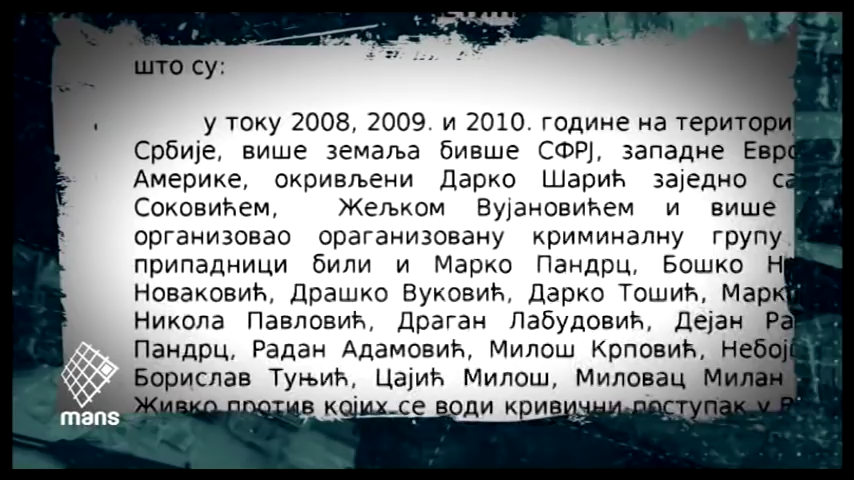 што су:
у току 2008, 2009. и 2010. године на територи
Србије, више земаља бивше СФРЈ, западне Евро
Америке, окривљени Дарко Шарић заједно са
Соковићем, Жељком Вујановићем и више
организовао ораганизовану криминалну групу
припадници били и Марко Пандрц, Бошко
Новаковић, Драшко Вуковић, Дарко Тошић, Марк
Никола Павловић, Драган Лабудовић, Дејан Ра
Пандрц, Радан Адамовић, Милош Крповић, Небој
Борислав Туњић, Цајић Милош, Миловац Милан
Живко против којих се води кривични поступак у
mans